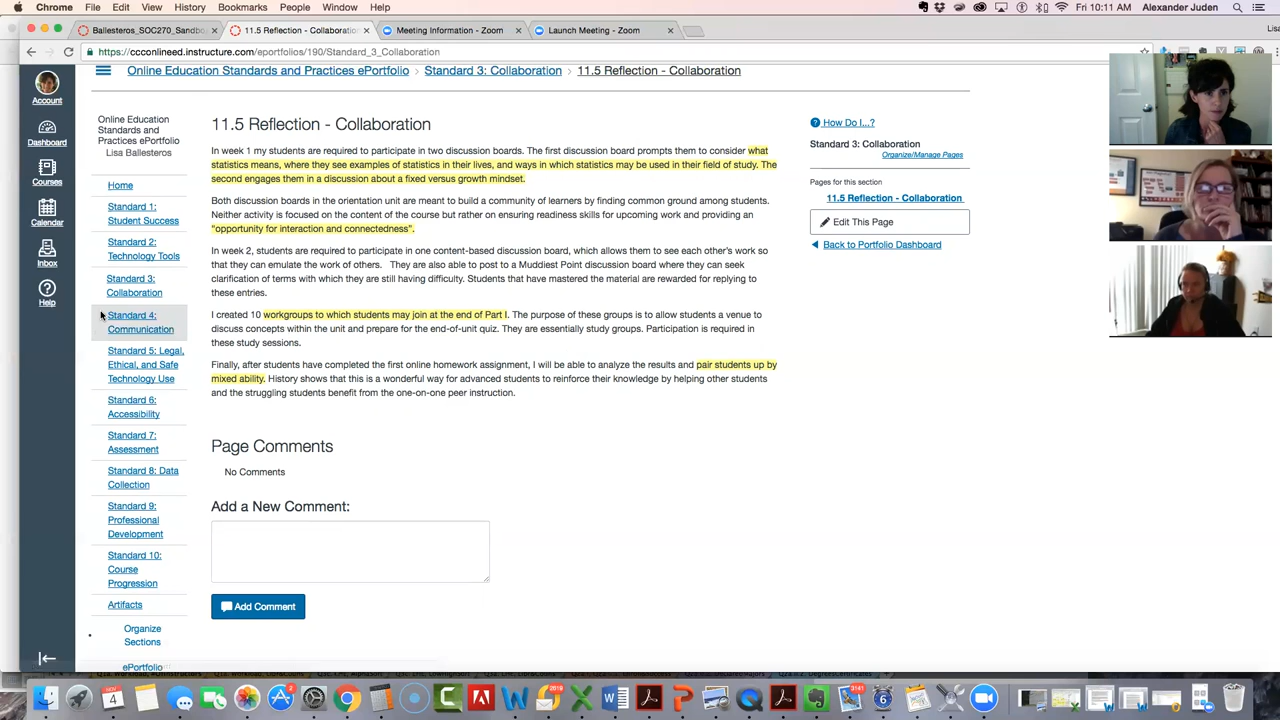 Chrome File Edit View History Bookmarks People Window Help
Fri 10:11 AM Alexander Juden
Ballesteros_SOC270_Sandbo
11.5 Reflection - Collaboration
Meeting Information - Zoom
Launch Meeting - Zoom
Lisa
https://ccconlineed.instructure.com/eportfolios/190/Standard_3_Collaboration
Online Education Standards and Practices ePortfolio › Standard 3: Collaboration › 11.5 Reflection - Collaboration
Account
Dashboard
Courses
Calendar
Inbox
Help
Online Education
Standards and
Practices ePortfolio
Lisa Ballesteros
Home
Standard 1:
Student Success
Standard 2:
Technology Tools
Standard 3:
Collaboration
Standard 4:
Communication
Standard 5: Legal,
Ethical, and Safe
Technology Use
Standard 6:
Accessibility
Standard 7:
Assessment
Standard 8: Data
Collection
Standard 9:
Professional
Development
Standard 10:
Course
Progression
Artifacts
Organize
Sections
ePortfolio
11.5 Reflection - Collaboration
In week 1 my students are required to participate in two discussion boards. The first discussion board prompts them to consider what
statistics means, where they see examples of statistics in their lives, and ways in which statistics may be used in their field of study. The
second engages them in a discussion about a fixed versus growth mindset.
Both discussion boards in the orientation unit are meant to build a community of learners by finding common ground among students.
Neither activity is focused on the content of the course but rather on ensuring readiness skills for upcoming work and providing an
"opportunity for interaction and connectedness".
In week 2, students are required to participate in one content-based discussion board, which allows them to see each other's work so
that they can emulate the work of others. They are also able to post to a Muddiest Point discussion board where they can seek
clarification of terms with which they are still having difficulty. Students that have mastered the material are rewarded for replying to
these entries.
I created 10 workgroups to which students may join at the end of Part I. The purpose of these groups is to allow students a venue to
discuss concepts within the unit and prepare for the end-of-unit quiz. They are essentially study groups. Participation is required in
these study sessions.
Finally, after students have completed the first online homework assignment, I will be able to analyze the results and pair students up by
mixed ability. History shows that this is a wonderful way for advanced students to reinforce their knowledge by helping other students
and the struggling students benefit from the one-on-one peer instruction.
Page Comments
No Comments
Add a New Comment:
Add Comment
How Do I...?
Standard 3: Collaboration
Organize/Manage Pages
Pages for this section
11.5 Reflection - Collaboration
Edit This Page
Back to Portfolio Dashboard